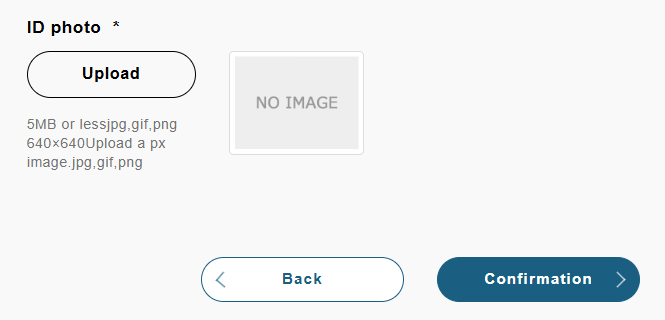 ID photo *
Upload
NO IMAGE
5MB or lessjpg,gif,png
640×640Upload a px
image.jpg,gif,png
Back
Confirmation